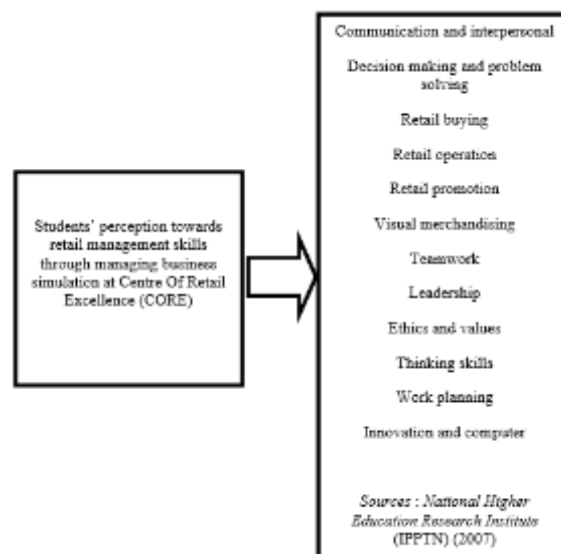 Students' perception towards
retail management skills
through managing business
simulation at Centre Of Retail
Excellence (CORE)
Communication and interpersonal
Decision making and problem
solving
Retail buying
Retail operation
Retail promotion
Visual merchandising
Teamwork
Leadership
Ethics and values
Thinking skills
Work planning
Innovation and computer
Sources : National Higher
Education Research Institute
(IPPTN) (2007)